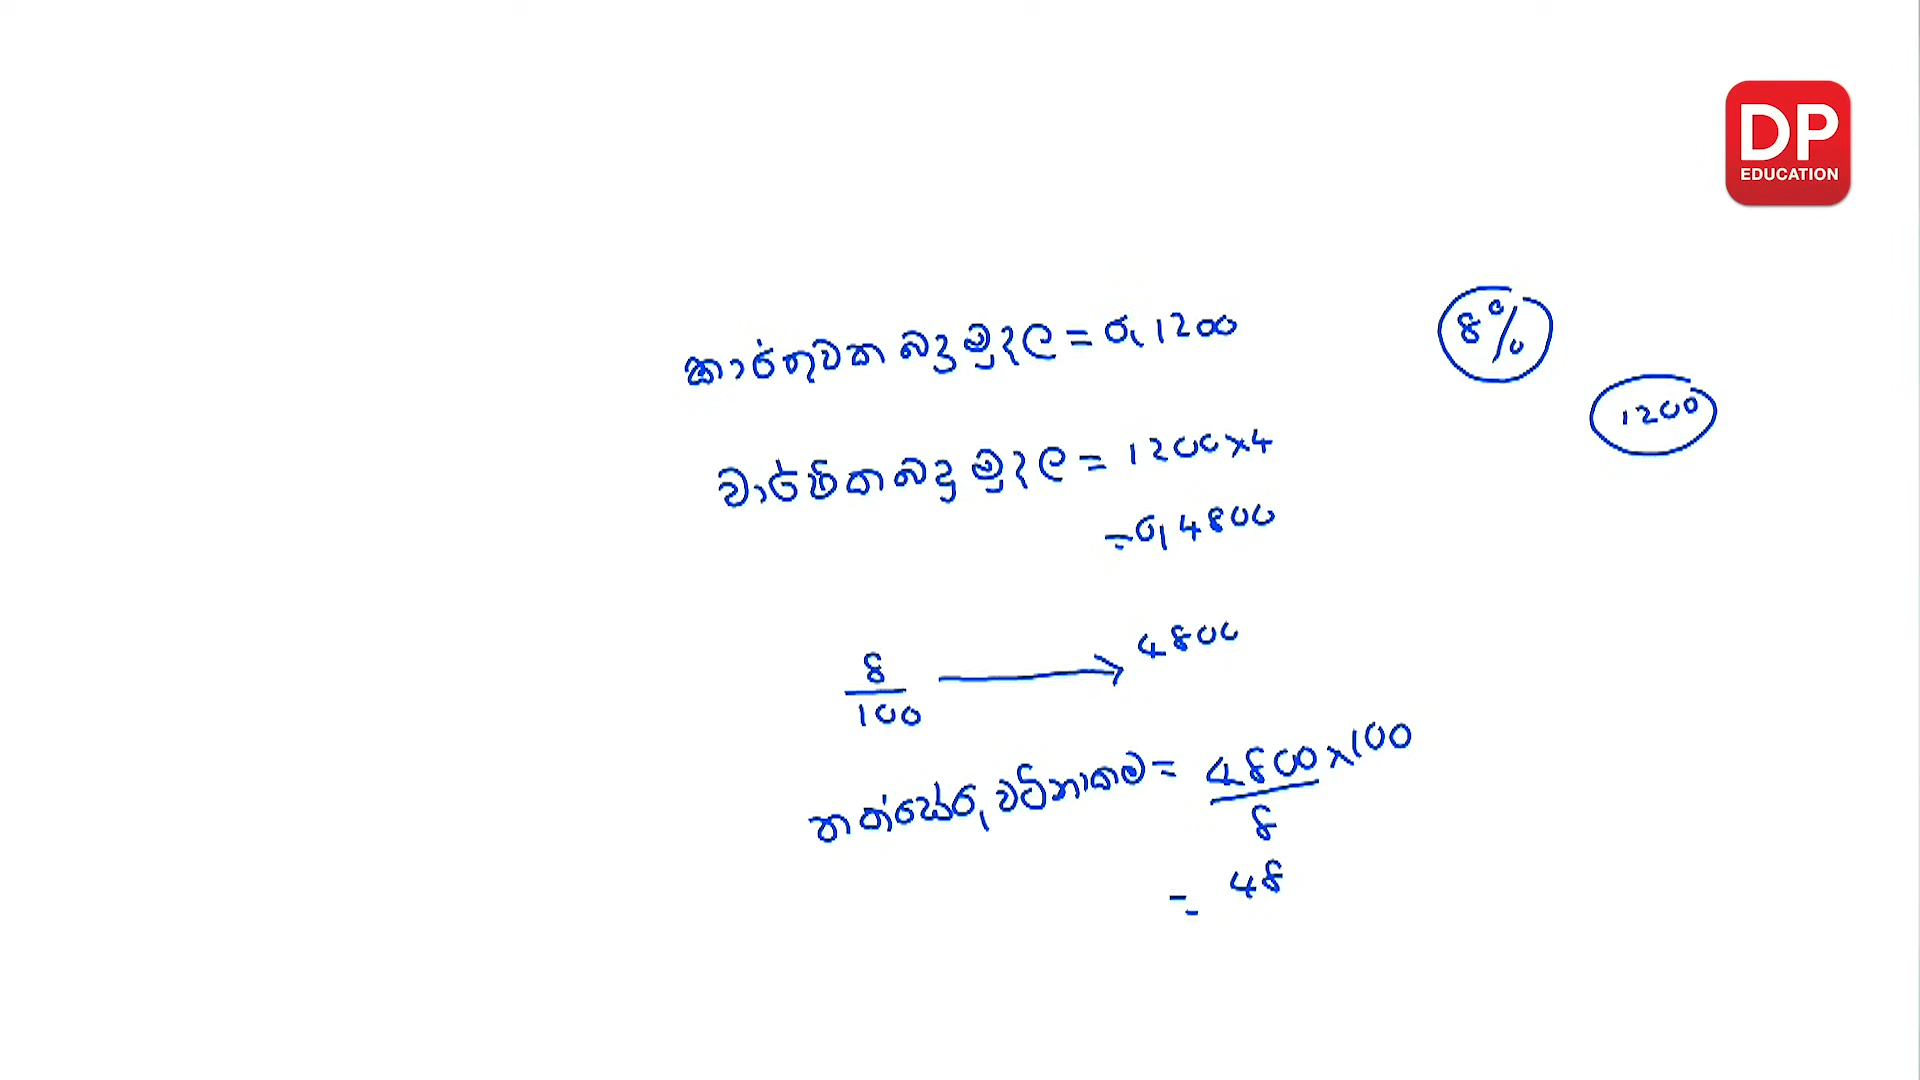 DP
EDUCATION
කාර්තුවක බදු මුදල = රු 1200
8%
1200
වාර්ෂික බදු මුදල = 1200×4
= රු 4800
8/100 → 4800
තක්සේරු වටිනාකම = 4800×100
8
= 48